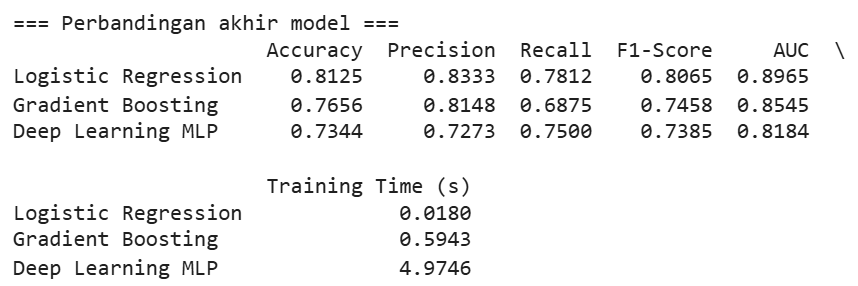 === Perbandingan akhir model ===
Accuracy Precision Recall F1-Score AUC \
Logistic Regression 0.8125 0.8333 0.7812 0.8065 0.8965
Gradient Boosting 0.7656 0.8148 0.6875 0.7458 0.8545
Deep Learning MLP 0.7344 0.7273 0.7500 0.7385 0.8184
Training Time (s)
Logistic Regression 0.0180
Gradient Boosting 0.5943
Deep Learning MLP 4.9746